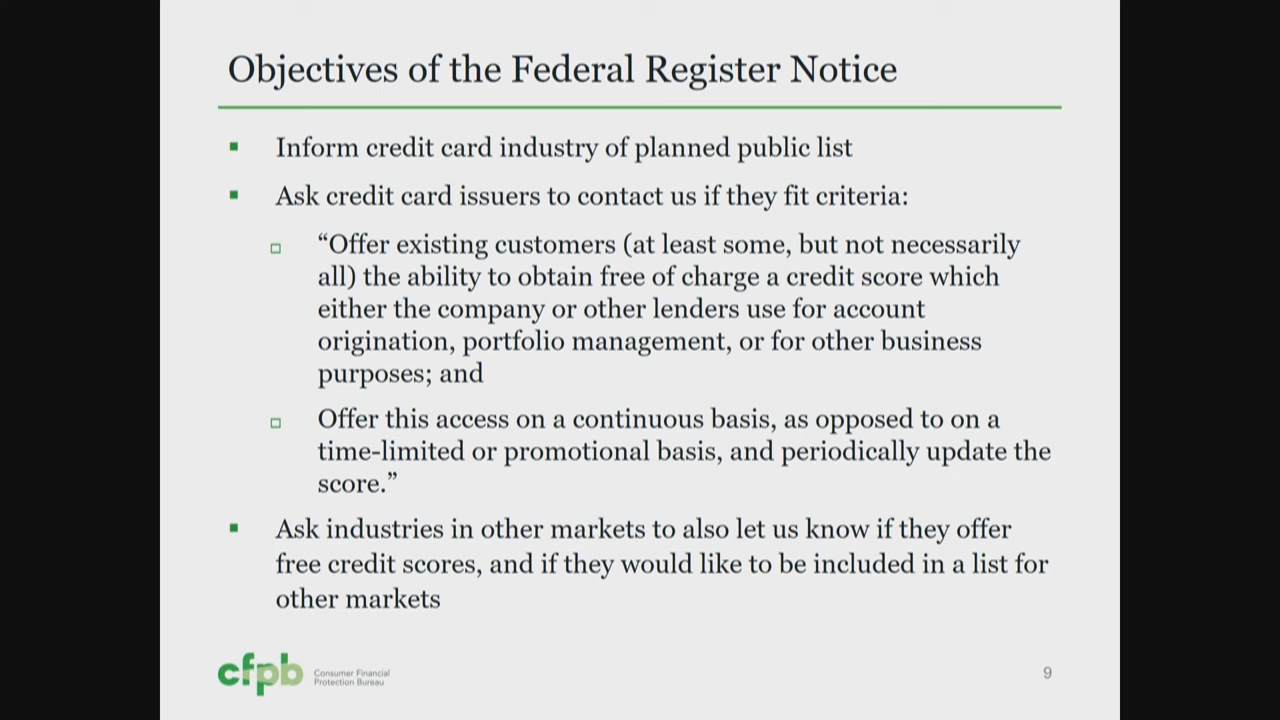 Objectives of the Federal Register Notice
Inform credit card industry of planned public list
Ask credit card issuers to contact us if they fit criteria:
“Offer existing customers (at least some, but not necessarily
all) the ability to obtain free of charge a credit score which
either the company or other lenders use for account
origination, portfolio management, or for other business
purposes; and
Offer this access on a continuous basis, as opposed to on a
time-limited or promotional basis, and periodically update the
score.”
Ask industries in other markets to also let us know if they offer
free credit scores, and if they would like to be included in a list for
other markets
cfpb
Consumer Financial
Protection Bureau
9